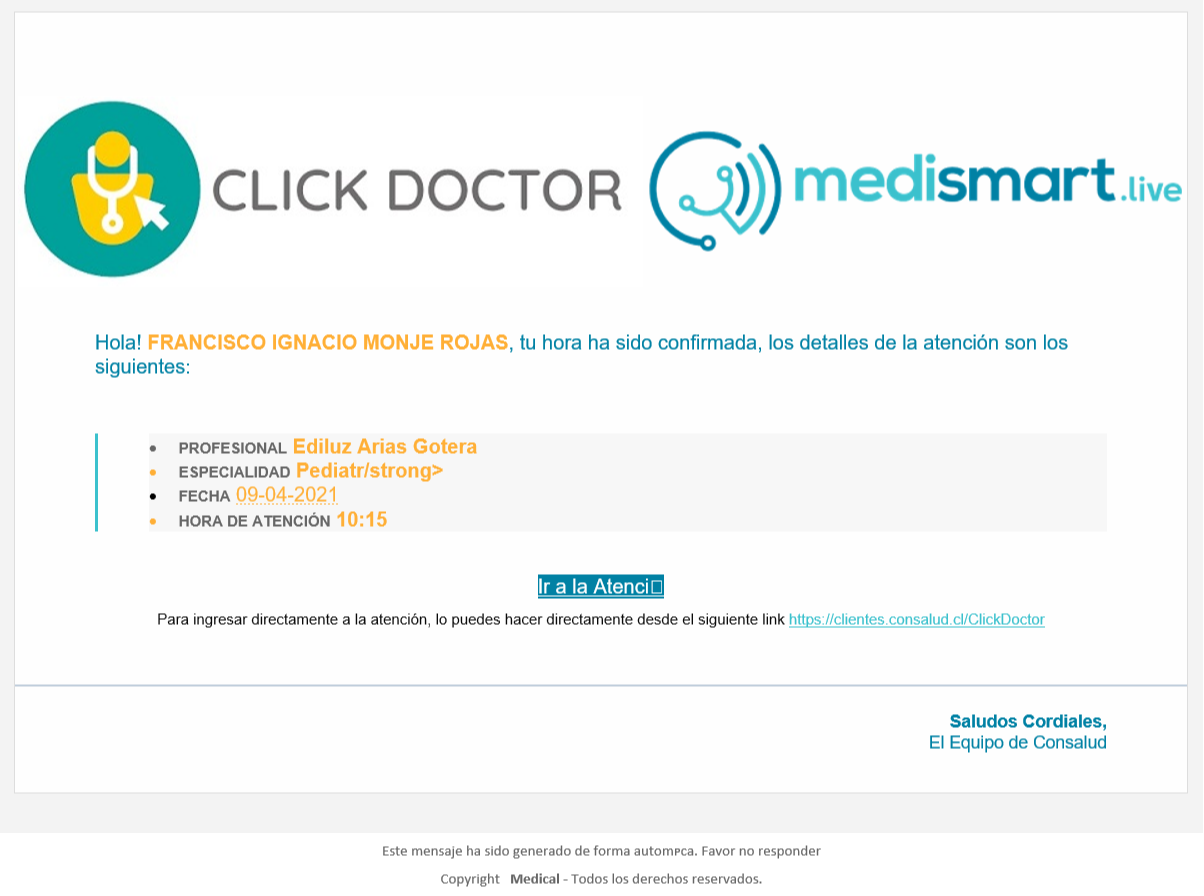 CLICK DOCTOR
medismart.live
Hola! FRANCISCO IGNACIO MONJE ROJAS, tu hora ha sido confirmada, los detalles de la atención son los
siguientes:
• PROFESIONAL Ediluz Arias Gotera
• ESPECIALIDAD Pediatr/strong>
• FECHA 09-04-2021
• HORA DE ATENCIÓN 10:15
Ir a la Atenci□
Para ingresar directamente a la atención, lo puedes hacer directamente desde el siguiente link https://clientes.consalud.cl/ClickDoctor
Saludos Cordiales,
El Equipo de Consalud
Este mensaje ha sido generado de forma automᴘca. Favor no responder
Copyright Medical - Todos los derechos reservados.